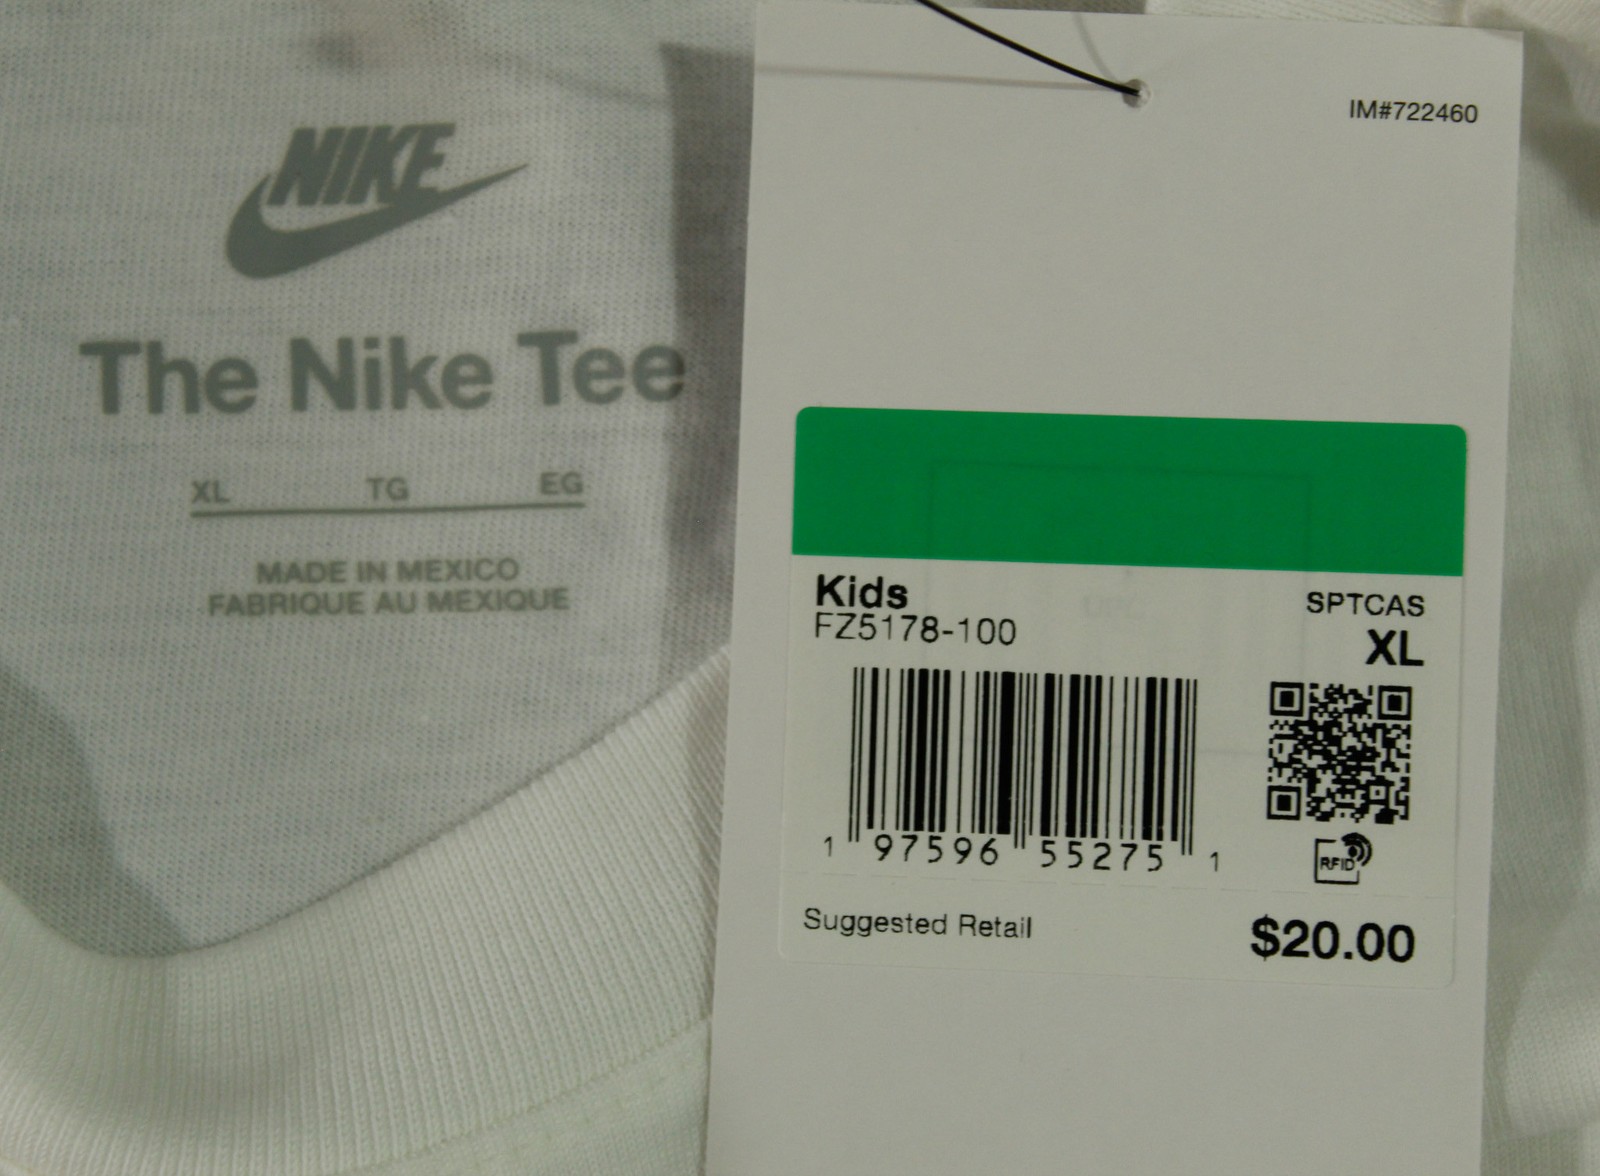 NIKE
The Nike Tee
XL TG EG
MADE IN MEXICO
FABRIQUE AU MEXIQUE
IM#722460
Kids
FZ5178-100
SPTCAS
XL
1 97596 55275 1
RFID
Suggested Retail
$20.00